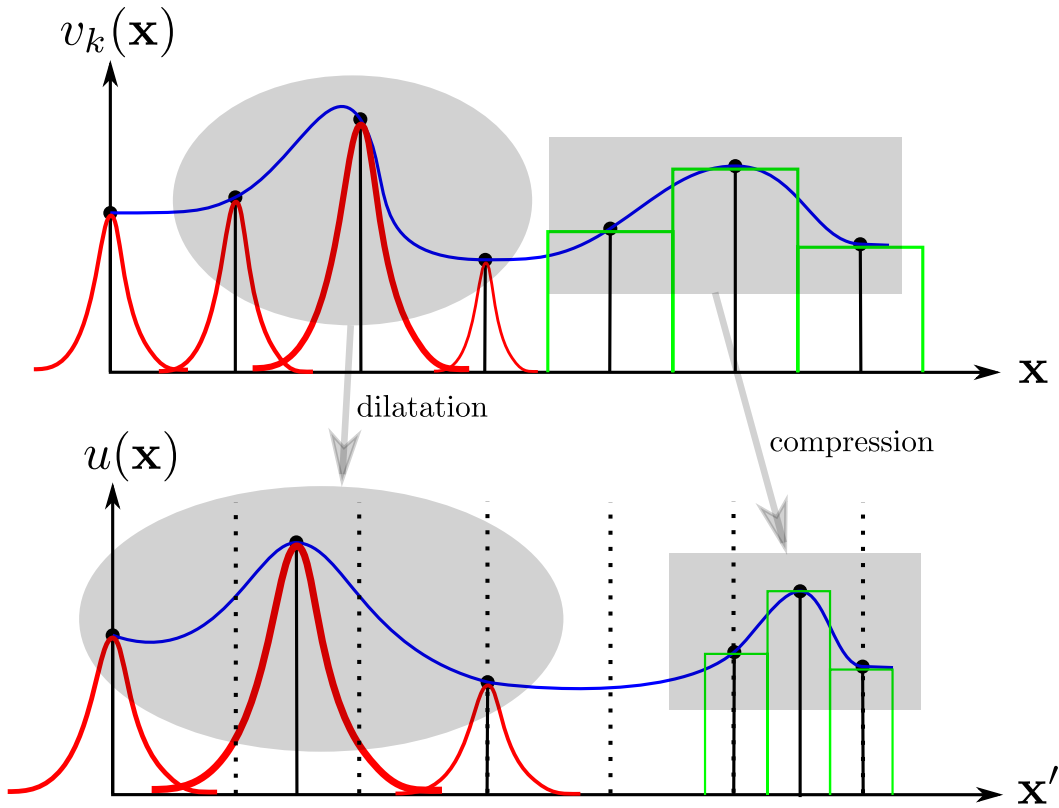 v_k(𝐱)
𝐱
dilatation
compression
u(𝐱)
𝐱′